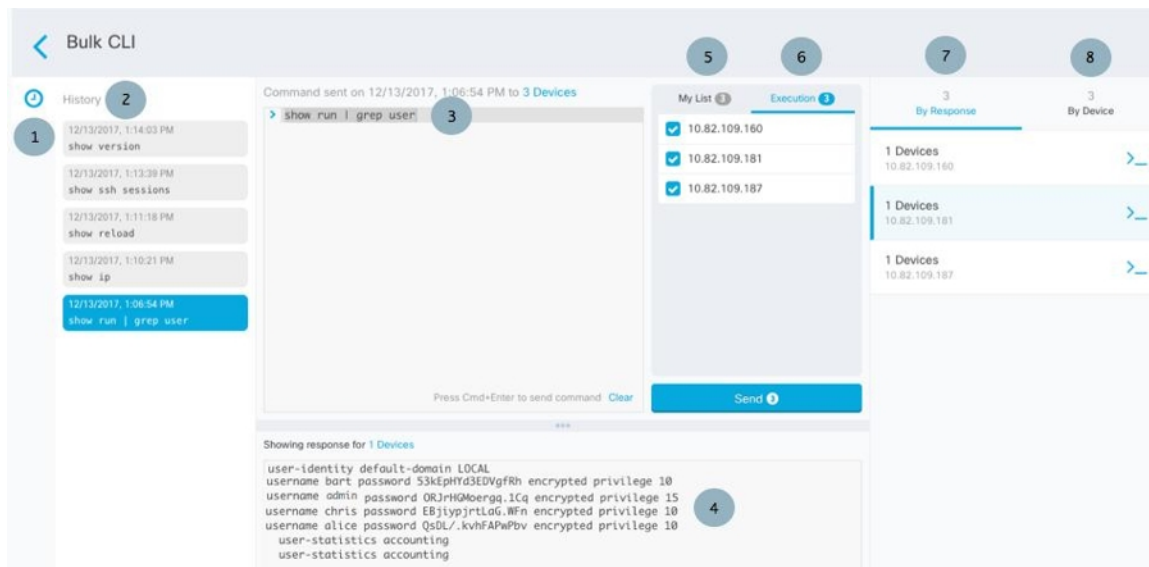 Bulk CLI
5
6
7
8
History
2
1
12/13/2017, 1:14:03 PM
show version
12/13/2017, 1:13:39 PM
show ssh sessions
12/13/2017, 1:11:18 PM
show reload
12/13/2017, 1:10:21 PM
show ip
12/13/2017, 1:06:54 PM
show run | grep user
Command sent on 12/13/2017, 1:06:54 PM to 3 Devices
> show run | grep user
3
Press Cmd+Enter to send command Clear
My List 3
Execution 3
10.82.109.160
10.82.109.181
10.82.109.187
Send 3
3
By Response
3
By Device
1 Devices
10.82.109.160
>_
1 Devices
10.82.109.181
>_
1 Devices
10.82.109.187
>_
Showing response for 1 Devices
user-identity default-domain LOCAL
username bart password 53kEpHYd3EDVgfRh encrypted privilege 10
username admin password ORJrHGMoergq.1Cq encrypted privilege 15
username chris password EBjiypjrtLaG.WFn encrypted privilege 10
username alice password QsDL/.kvhFAPwPbv encrypted privilege 10
user-statistics accounting
user-statistics accounting
4